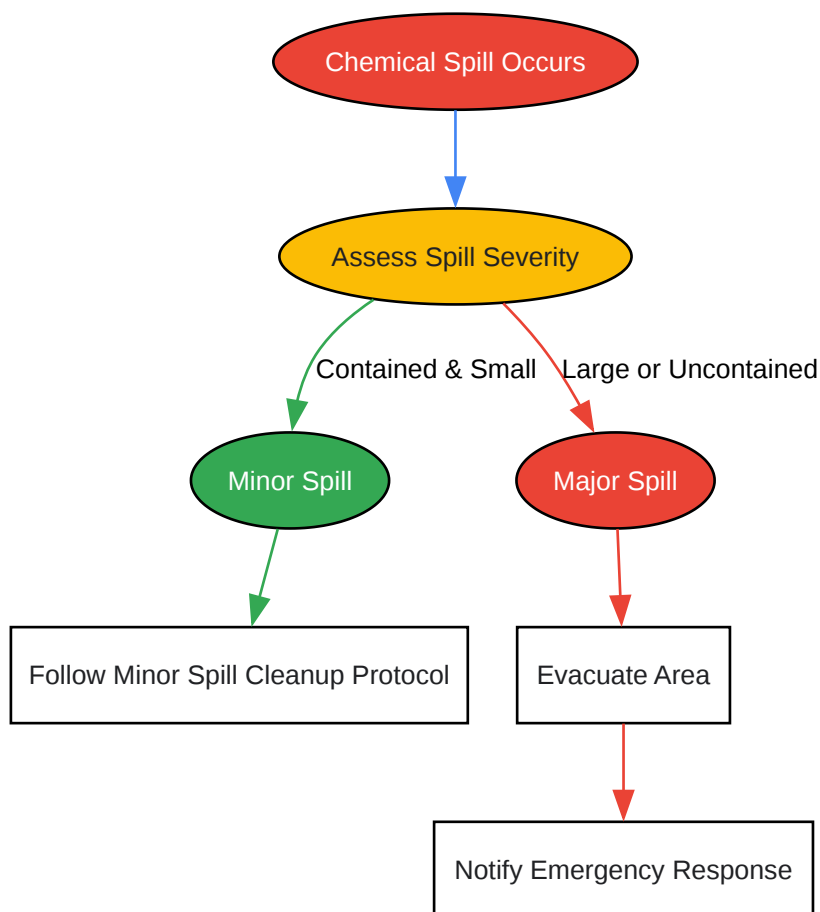 Chemical Spill Occurs
Assess Spill Severity
Contained & Small
Large or Uncontained
Minor Spill
Major Spill
Follow Minor Spill Cleanup Protocol
Evacuate Area
Notify Emergency Response